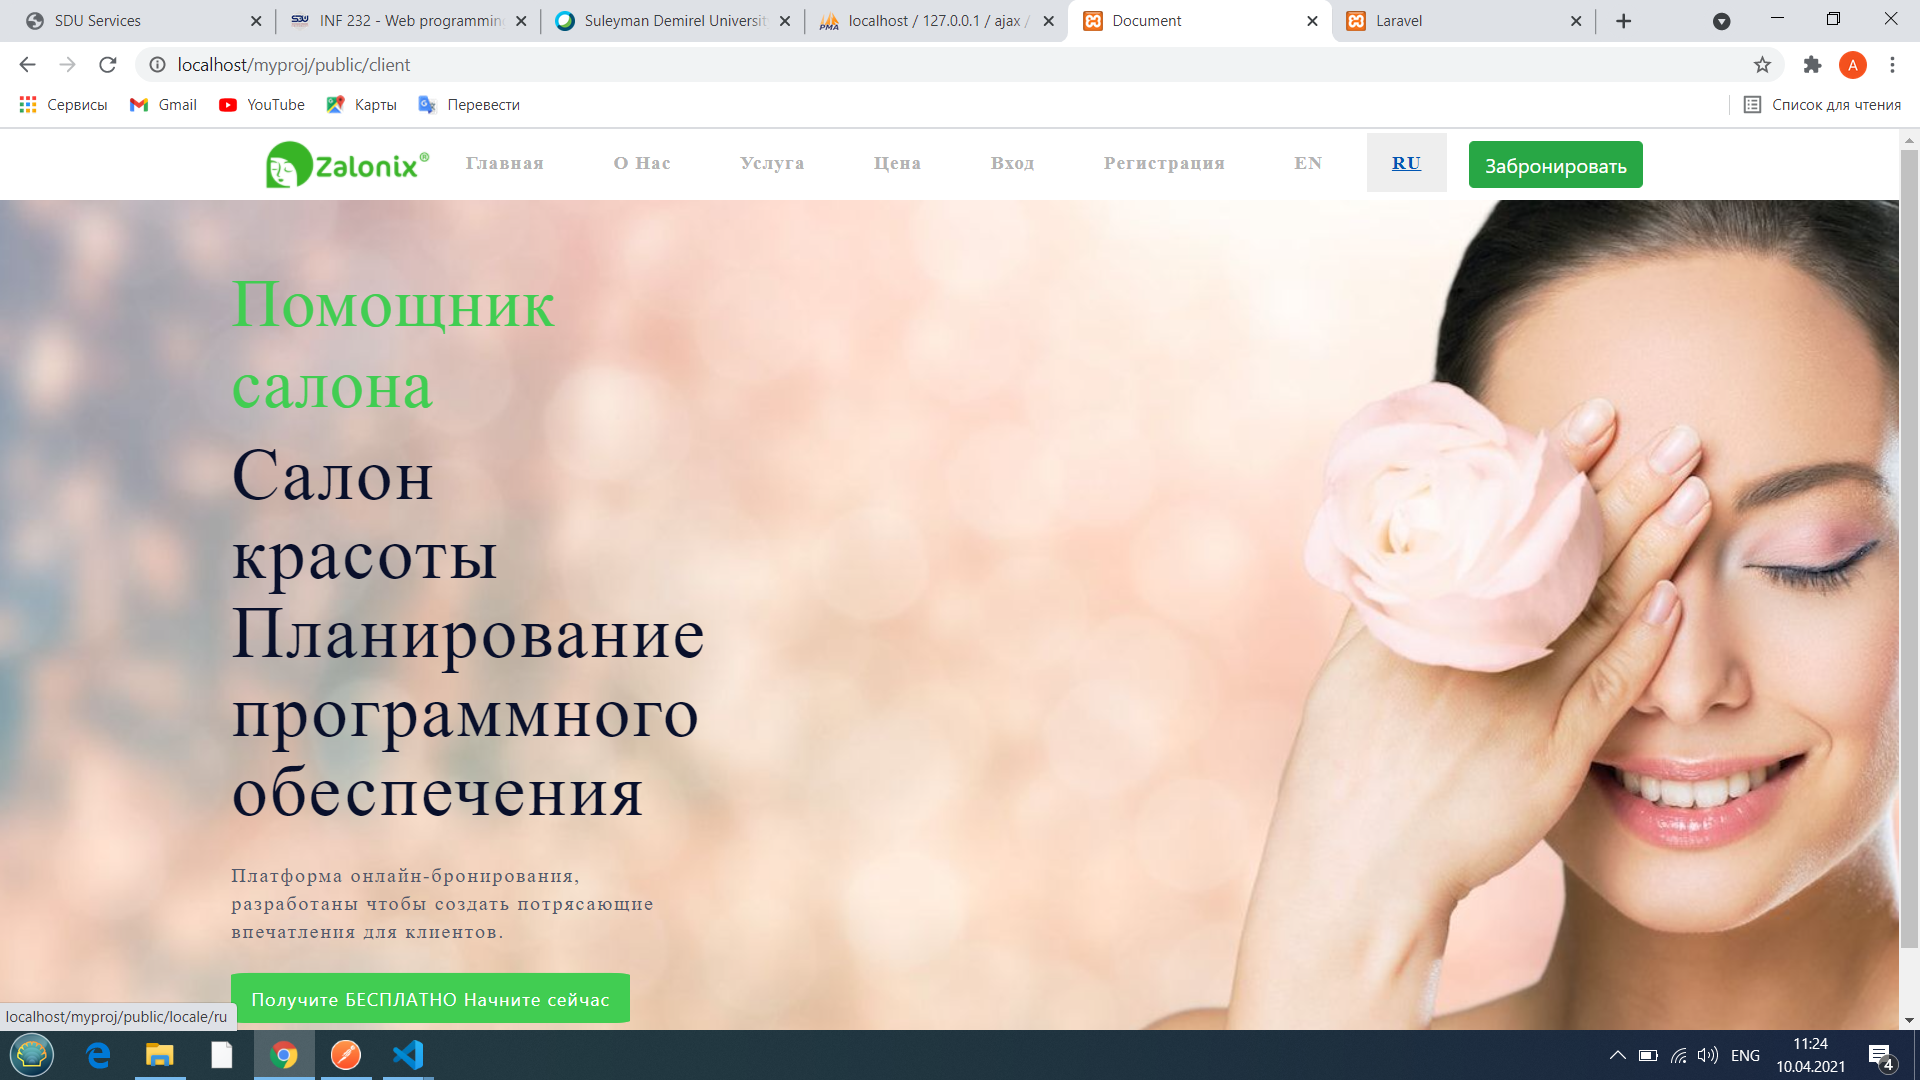 SDU Services
INF 232 - Web programming
Suleyman Demirel Universit
localhost / 127.0.0.1 / ajax /
Document
Laravel
localhost/myproj/public/client
A
Сервисы
Gmail
YouTube
Карты
Перевести
Список для чтения
Zalonix®
Главная
О Нас
Услуга
Цена
Вход
Регистрация
EN
RU
Забронировать
Помощник
салона
Салон
красоты
Планирование
программного
обеспечения
Платформа онлайн-бронирования,
разработаны чтобы создать потрясающие
впечатления для клиентов.
Получите БЕСПЛАТНО Начните сейчас
localhost/myproj/public/locale/ru
ENG
11:24
10.04.2021
4